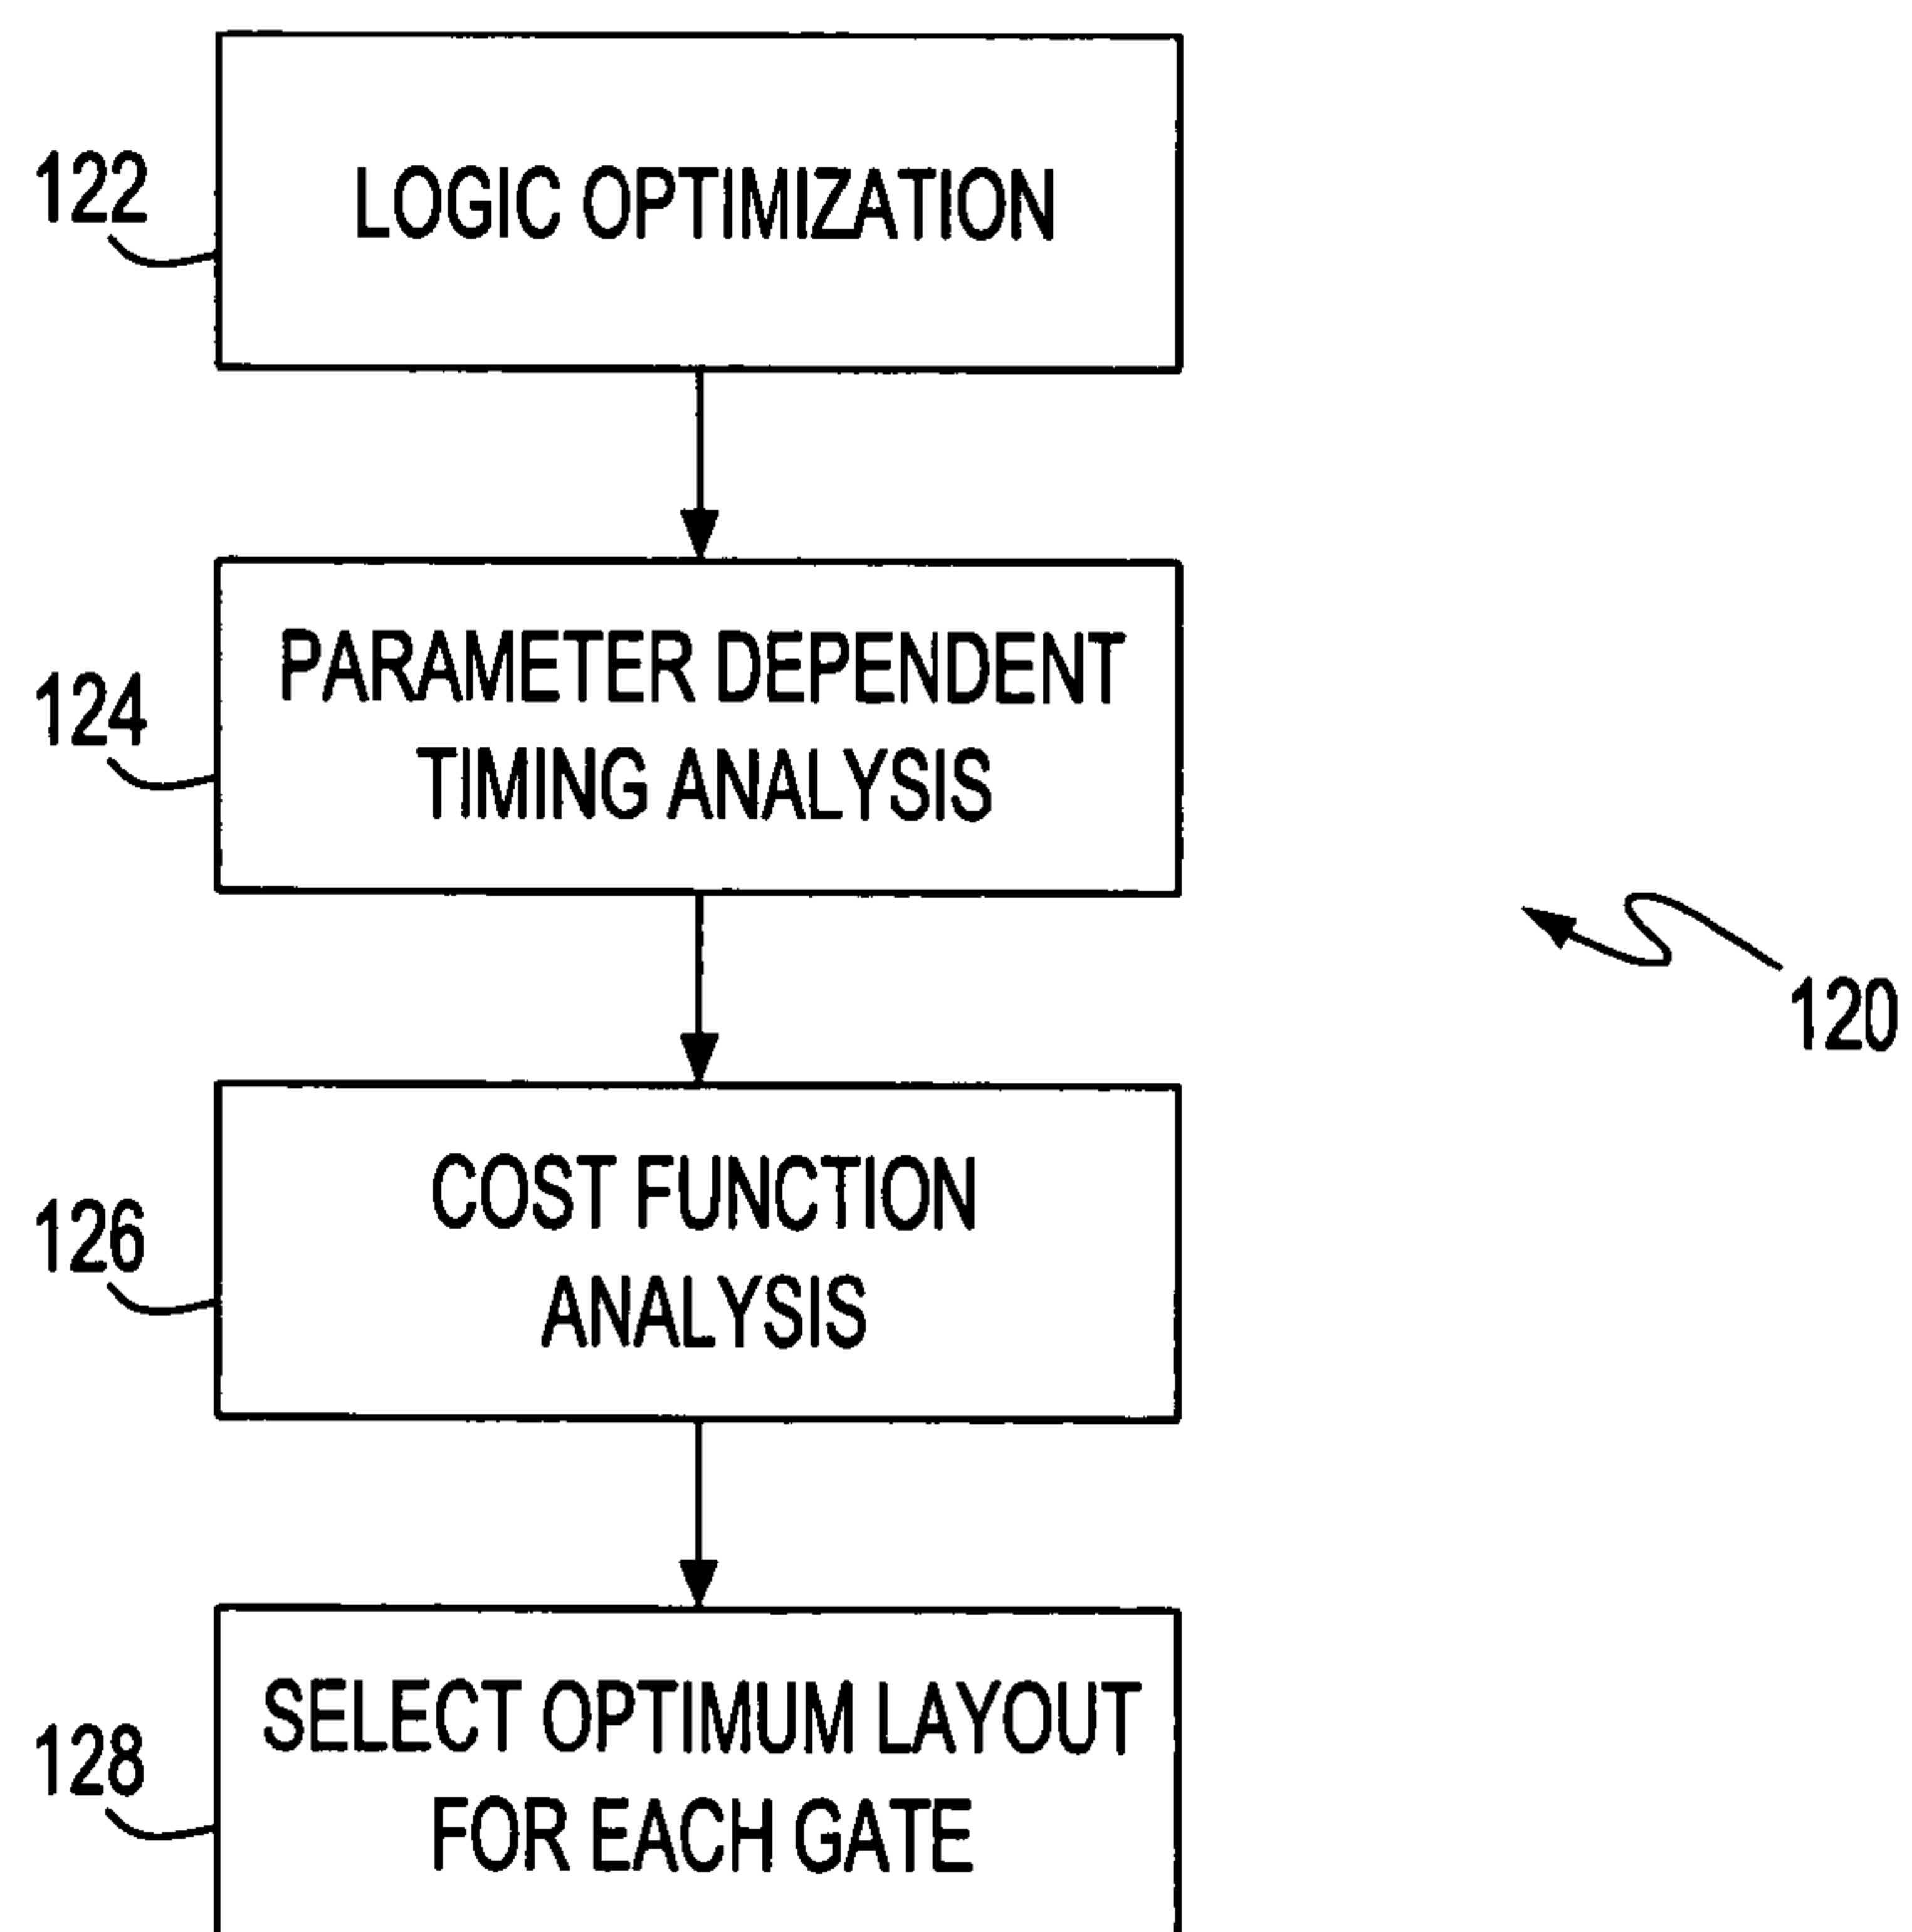 122
LOGIC OPTIMIZATION
124
PARAMETER DEPENDENT
TIMING ANALYSIS
120
126
COST FUNCTION
ANALYSIS
128
SELECT OPTIMUM LAYOUT
FOR EACH GATE